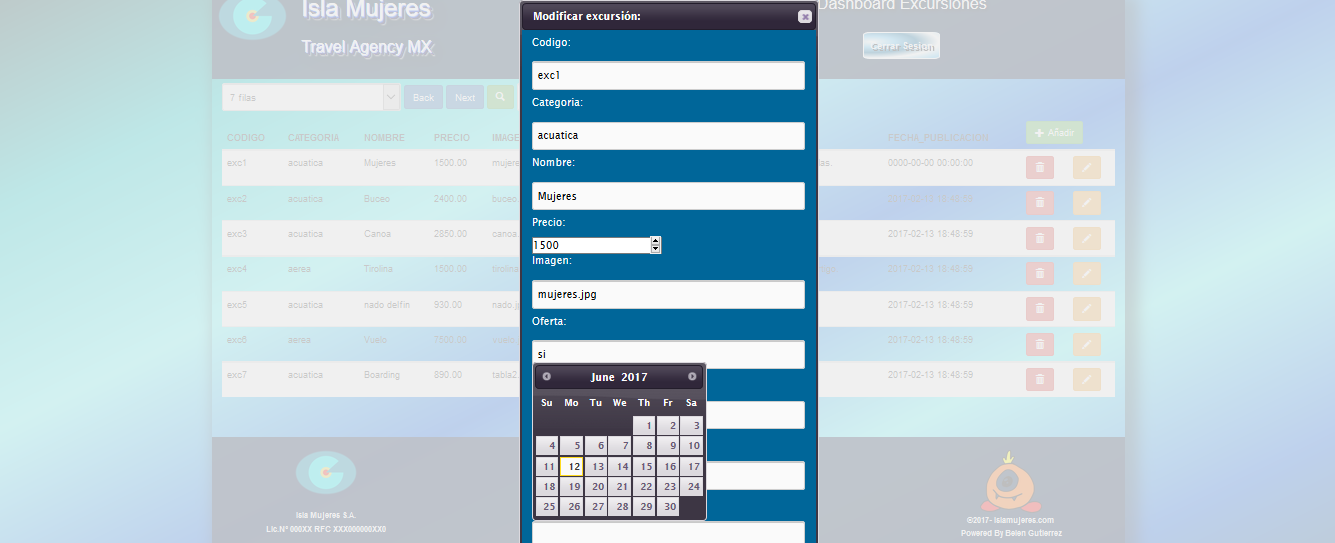 Isla Mujeres
Travel Agency MX
Dashboard Excursiones
Cerrar Sesion
7 filas
Back
Next
CODIGO CATEGORIA NOMBRE PRECIO FECHA_PUBLICACION
Añadir
exc1 acuatica Mujeres 1500.00 0000-00-00 00:00:00
exc2 acuatica Buceo 2400.00 buceo. 2017-02-13 18:48:59
exc3 acuatica Canoa 2850.00 canoa. 2017-02-13 18:48:59
exc4 aerea Tirolina 1500.00 tirolina 2017-02-13 18:48:59
exc5 acuatica nado delfin 930,00 nado.j 2017-02-13 18:48:59
exc6 aerea Vuelo 7500.00 vuelo. 2017-02-13 18:48:59
exc7 acuatica Boarding 890.00 tabla2. 2017-02-13 18:48:59
Modificar excursión:
Codigo:
exc1
Categoria:
acuatica
Nombre:
Mujeres
Precio:
1500
Imagen:
mujeres.jpg
Oferta:
si
June 2017
Su Mo Tu We Th Fr Sa
1 2 3
4 5 6 7 8 9 10
11 12 13 14 15 16 17
18 19 20 21 22 23 24
25 26 27 28 29 30
Isla Mujeres S.A.
Lic.Nº 000XX RFC XXX000000XX0
©2017- islamujeres.com
Powered By Belen Gutierrez